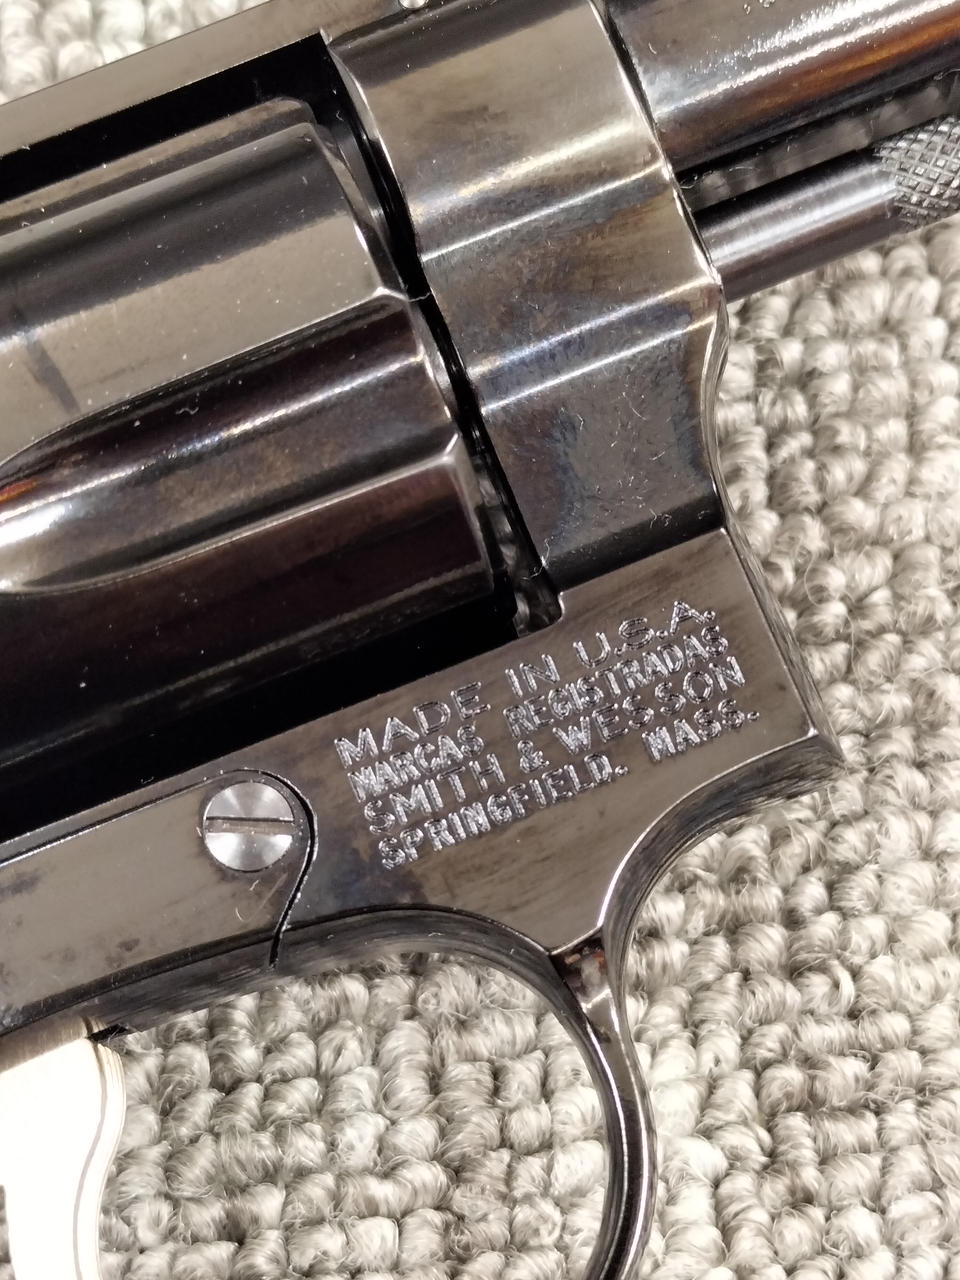 MADE IN U.S.A.
MARCAS REGISTRADAS
SMITH & WESSON
SPRINGFIELD. MASS.